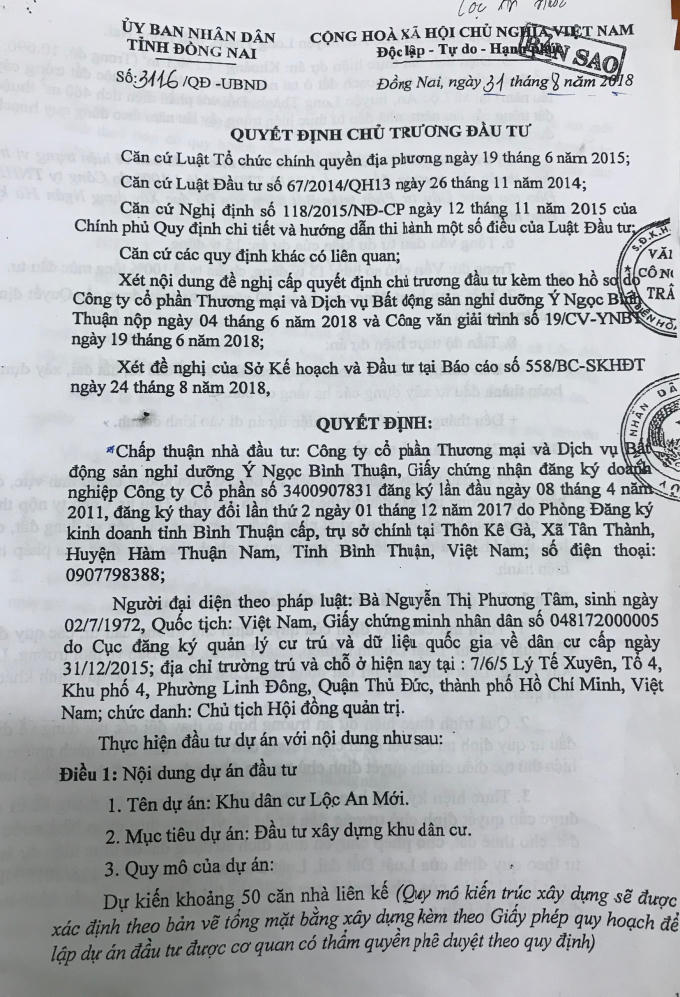 LỘC AN
ỦY BAN NHÂN DÂN
TỈNH ĐỒNG NAI
CỘNG HOÀ XÃ HỘI CHỦ NGHĨA VIỆT NAM
Độc lập - Tự do - Hạnh phúc
BẢN SAO
Số: 3116 /QĐ -UBND
Đồng Nai, ngày 31 tháng 8 năm 2018
QUYẾT ĐỊNH CHỦ TRƯƠNG ĐẦU TƯ
Căn cứ Luật Tổ chức chính quyền địa phương ngày 19 tháng 6 năm 2015;
Căn cứ Luật Đầu tư số 67/2014/QH13 ngày 26 tháng 11 năm 2014;
Căn cứ Nghị định số 118/2015/NĐ-CP ngày 12 tháng 11 năm 2015 của
Chính phủ Quy định chi tiết và hướng dẫn thi hành một số điều của Luật Đầu tư;
Căn cứ các quy định khác có liên quan;
Xét nội dung đề nghị cấp quyết định chủ trương đầu tư kèm theo hồ sơ do
Công ty cổ phần Thương mại và Dịch vụ Bất động sản nghỉ dưỡng Ý Ngọc Bình
Thuận nộp ngày 04 tháng 6 năm 2018 và Công văn giải trình số 19/CV-YNBT
ngày 19 tháng 6 năm 2018;
S.Đ.K.H.
VĂN
CÔNG
TRẤ
BIÊN HÒA
Xét đề nghị của Sở Kế hoạch và Đầu tư tại Báo cáo số 558/BC-SKHĐT
ngày 24 tháng 8 năm 2018,
QUYẾT ĐỊNH:
NHÂN DÂ
Chấp thuận nhà đầu tư: Công ty cổ phần Thương mại và Dịch vụ Bất
động sản nghỉ dưỡng Ý Ngọc Bình Thuận, Giấy chứng nhận đăng ký doanh
nghiệp Công ty Cổ phần số 3400907831 đăng ký lần đầu ngày 08 tháng 4 năm
2011, đăng ký thay đổi lần thứ 2 ngày 01 tháng 12 năm 2017 do Phòng Đăng ký
kinh doanh tỉnh Bình Thuận cấp, trụ sở chính tại Thôn Kê Gà, Xã Tân Thành,
Huyện Hàm Thuận Nam, Tỉnh Bình Thuận, Việt Nam; số điện thoại:
0907798388;
Người đại diện theo pháp luật: Bà Nguyễn Thị Phương Tâm, sinh ngày
02/7/1972, Quốc tịch: Việt Nam, Giấy chứng minh nhân dân số 048172000005
do Cục đăng ký quản lý cư trú và dữ liệu quốc gia về dân cư cấp ngày
31/12/2015; địa chỉ trường trú và chỗ ở hiện nay tại : 7/6/5 Lý Tế Xuyên, Tổ 4,
Khu phố 4, Phường Linh Đông, Quận Thủ Đức, thành phố Hồ Chí Minh, Việt
Nam; chức danh: Chủ tịch Hội đồng quản trị.
Thực hiện đầu tư dự án với nội dung như sau:
Điều 1: Nội dung dự án đầu tư
1. Tên dự án: Khu dân cư Lộc An Mới.
2. Mục tiêu dự án: Đầu tư xây dựng khu dân cư.
3. Quy mô của dự án:
Dự kiến khoảng 50 căn nhà liên kế (Quy mô kiến trúc xây dựng sẽ được
xác định theo bản vẽ tổng mặt bằng xây dựng kèm theo Giấy phép quy hoạch để
lập dự án đầu tư được cơ quan có thẩm quyền phê duyệt theo quy định)